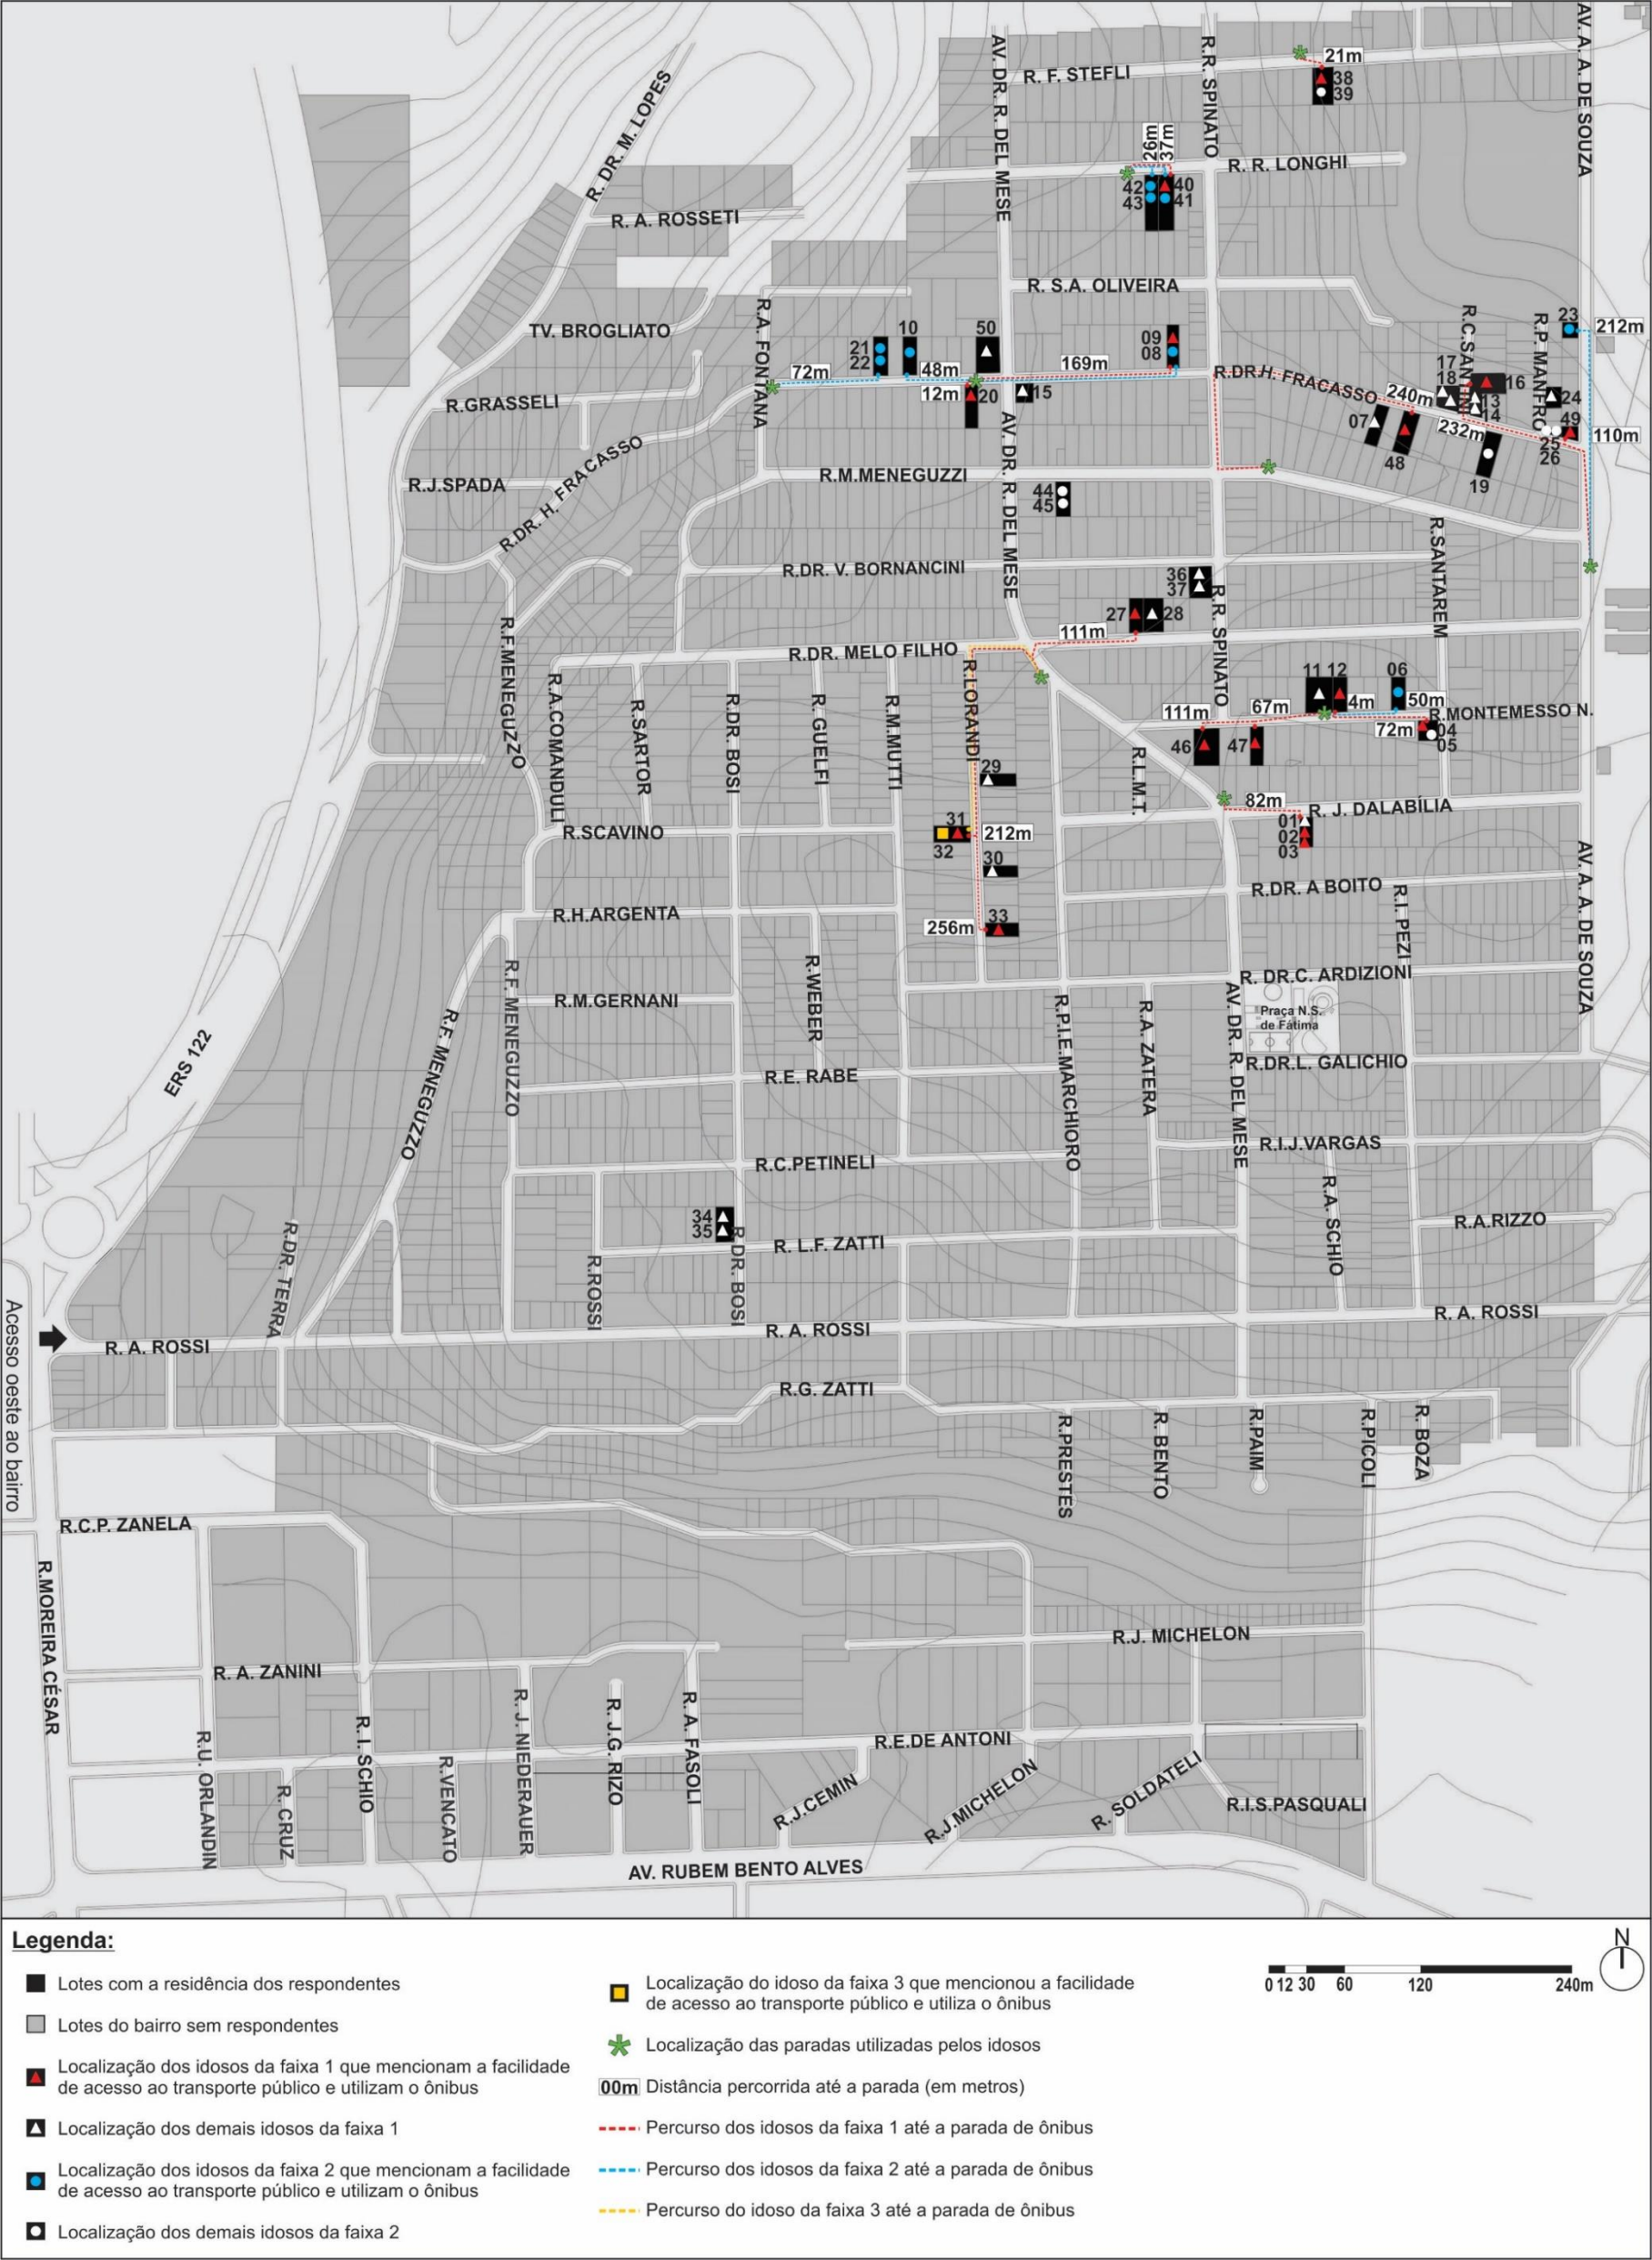 AV. A. A. DE SOUZA
R. DR. M. LOPES
AV. DR. R. DEL MESE
R. F. STEFLI
R.R. SPINATO
21m
38
39
26m
37m
R. R. LONGHI
42
43
40
41
R. A. ROSSETI
R. S.A. OLIVEIRA
TV. BROGLIATO
R.A. FONTANA
21
22
10
50
09
08
23
212m
R.C.SANTINI
R.P. MANFRO
72m
48m
169m
12m
20
15
R.DR.H. FRACASSO
240m
17
18
16
13
14
24
49
110m
25
26
07
232m
48
19
R.GRASSELI
R.DR. H. FRACASSO
R.J.SPADA
R.M.MENEGUZZI
AV. DR. R. DEL MESE
44
45
R.SANTAREM
R.DR. V. BORNANCINI
36
37
27
28
R.R. SPINATO
111m
R.DR. MELO FILHO
R.F.MENEGUZZO
R.A.COMANDULI
R.SARTOR
R.DR. BOSI
R. GUELFI
R.M.MUTTI
R.LORANDI
11 12
06
4m
50m
R.MONTEMESSO N.
111m
67m
72m
04
05
46
47
R.L.M.T.
29
82m
R. J. DALABÍLIA
01
02
03
31
32
212m
R.SCAVINO
30
R.DR. A BOITO
R.I. PEZI
AV. A. A. DE SOUZA
33
256m
R.H.ARGENTA
R. DR.C. ARDIZIONI
R.F. MENEGUZZO
R.WEBER
R.M.GERNANI
R.P.I.E.MARCHIORO
R.A. ZATERA
AV. DR. R. DEL MESE
Praça N.S.
de Fátima
ERS 122
R.F. MENEGUZZO
R.DR.L. GALICHIO
R.E. RABE
R.I.J.VARGAS
R.C.PETINELI
R.A. SCHIO
34
35
R.A.RIZZO
R.DR. TERRA
R.ROSSI
R.DR. BOSI
R. L.F. ZATTI
Acesso oeste ao bairro
R. A. ROSSI
R. A. ROSSI
R. A. ROSSI
R.G. ZATTI
R.PRESTES
R. BENTO
R.PAIM
R.PICOLI
R. BOZA
R.C.P. ZANELA
R.MOREIRA CÉSAR
R.J. MICHELON
R. A. ZANINI
R.U. ORLANDIN
R. CRUZ
R. I. SCHIO
R.VENCATO
R. J. NIEDERAUER
R. J.G. RIZO
R. A. FASOLI
R.E.DE ANTONI
R.J.CEMIN
R.J.MICHELON
R. SOLDATELI
R.I.S.PASQUALI
AV. RUBEM BENTO ALVES
Legenda:
Lotes com a residência dos respondentes
Lotes do bairro sem respondentes
Localização dos idosos da faixa 1 que mencionam a facilidade
de acesso ao transporte público e utilizam o ônibus
Localização dos demais idosos da faixa 1
Localização dos idosos da faixa 2 que mencionam a facilidade
de acesso ao transporte público e utilizam o ônibus
Localização dos demais idosos da faixa 2
Localização do idoso da faixa 3 que mencionou a facilidade
de acesso ao transporte público e utiliza o ônibus
Localização das paradas utilizadas pelos idosos
00m Distância percorrida até a parada (em metros)
Percurso dos idosos da faixa 1 até a parada de ônibus
Percurso dos idosos da faixa 2 até a parada de ônibus
Percurso do idoso da faixa 3 até a parada de ônibus
N
0 12 30 60 120 240m